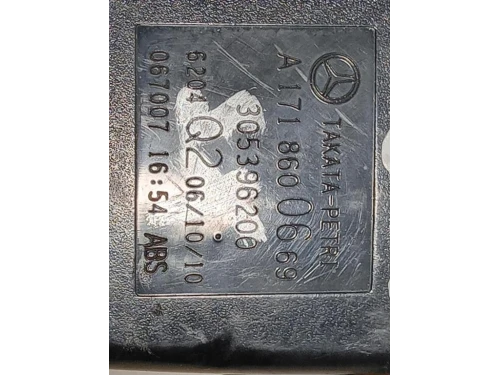 TAKATA-PETRI
A 171 860 06 69
305396200
6204 Q2 06/10/10
067007 16:54 ABS